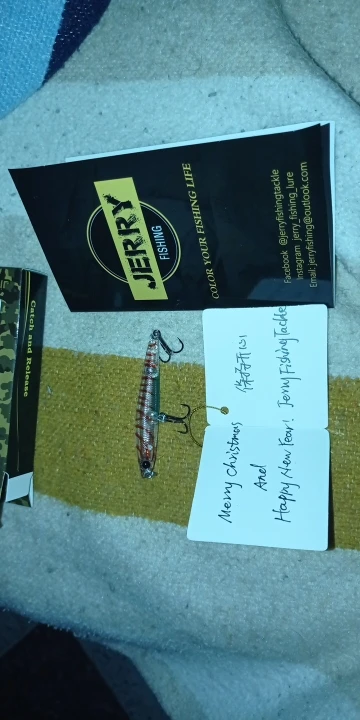 JERRY
FISHING
COLOR YOUR FISHING LIFE
Facebook @jerryfishingtackle
Instagram jerry_fishing_lure
Email: jerryfishing@outlook.com
Catch and Release
Merry Christmas
And
Happy New Year! Jerry Fishing Tackle